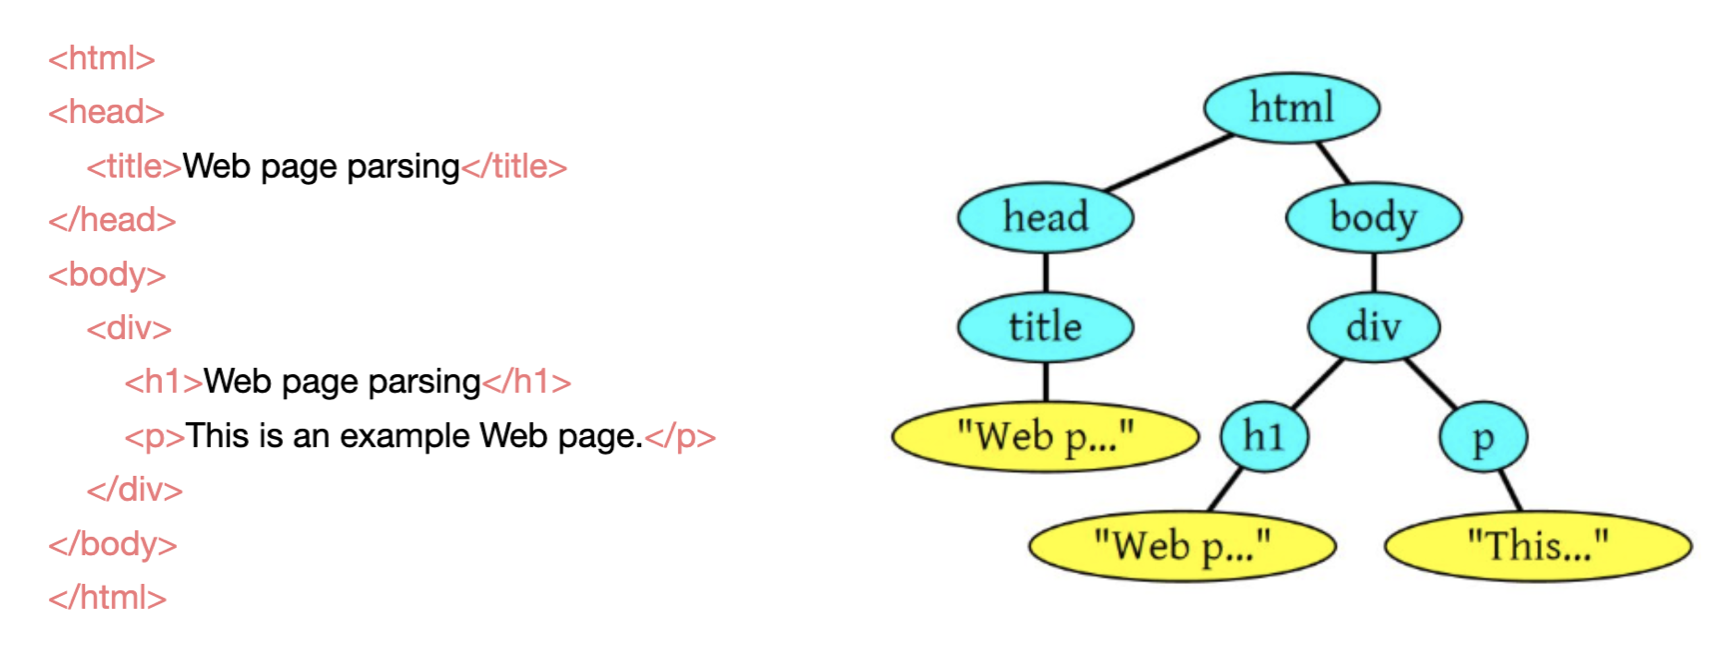 <html>
<head>
<title>Web page parsing</title>
</head>
<body>
<div>
<h1>Web page parsing</h1>
<p>This is an example Web page.</p>
</div>
</body>
</html>
html
head
body
title
div
"Web p..."
h1
p
"Web p..."
"This..."